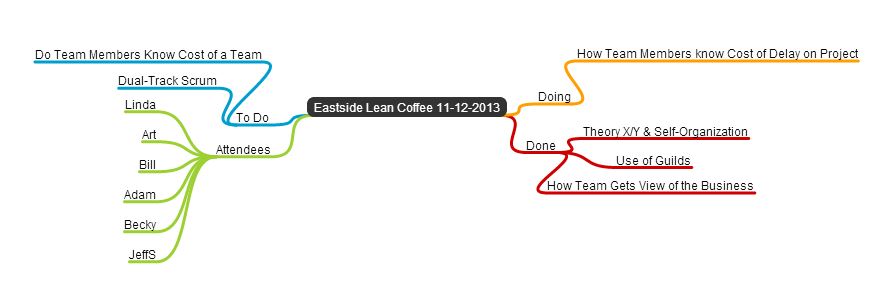 Eastside Lean Coffee 11-12-2013
To Do
Do Team Members Know Cost of a Team
Dual-Track Scrum
Attendees
Linda
Art
Bill
Adam
Becky
JeffS
Doing
How Team Members know Cost of Delay on Project
Done
Theory X/Y & Self-Organization
Use of Guilds
How Team Gets View of the Business